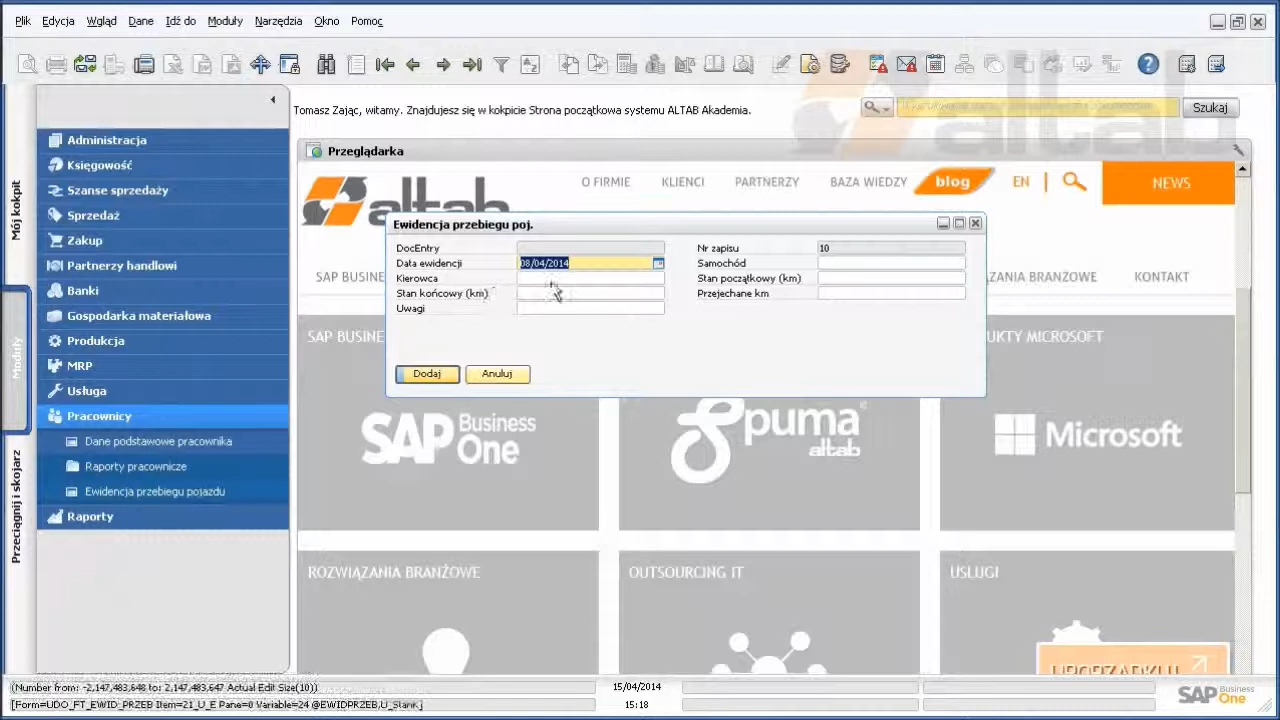 Plik Edycja Wgląd Dane Idź do Moduły Narzędzia Okno Pomoc
altab
Tomasz Zając, witamy. Znajdujesz się w kokpicie Strona początkowa systemu ALTAB Akademia.
Szukaj
Mój kokpit
Moduły
Przeciągnij i skojarz
Administracja
Księgowość
Szanse sprzedaży
Sprzedaż
Zakup
Partnerzy handlowi
Banki
Gospodarka materiałowa
Produkcja
MRP
Usługa
Pracownicy
Dane podstawowe pracownika
Raporty pracownicze
Ewidencja przebiegu pojazdu
Raporty
Przeglądarka
altab
O FIRMIE KLIENCI PARTNERZY BAZA WIEDZY blog EN NEWS
SAP BUS
ZANIA BRANŻOWE KONTAKT
Ewidencja przebiegu poj.
DocEntry
Nr zapisu 10
Data ewidencji 08/04/2014
Samochód
Kierowca
Stan początkowy (km)
Stan końcowy (km)
Przejechane km
Uwagi
Dodaj Anuluj
SAP BUSINE
UKTY MICROSOFT
SAP Business One
puma altab
Microsoft
ROZWIĄZANIA BRANŻOWE
OUTSOURCING IT
USŁUGI
(Number from: -2,147,483,648 to: 2,147,483,647 Actual Edit Size(10))
15/04/2014
[Form=UDO_FT_EWID_PRZEB Item=21_U_E Pane=0 Variable=24 @EWIDPRZEB.U_Stank.]
15:18
SAP Business One